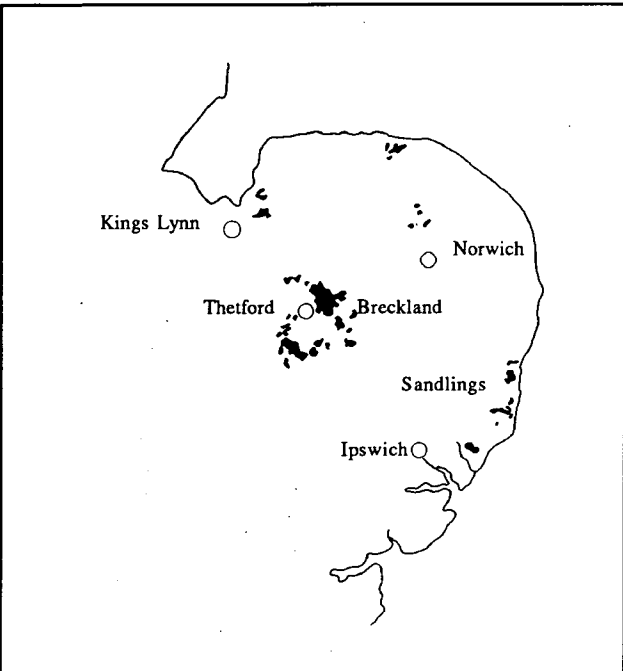 Kings Lynn
Norwich
Thetford
Breckland
Sandlings
Ipswich